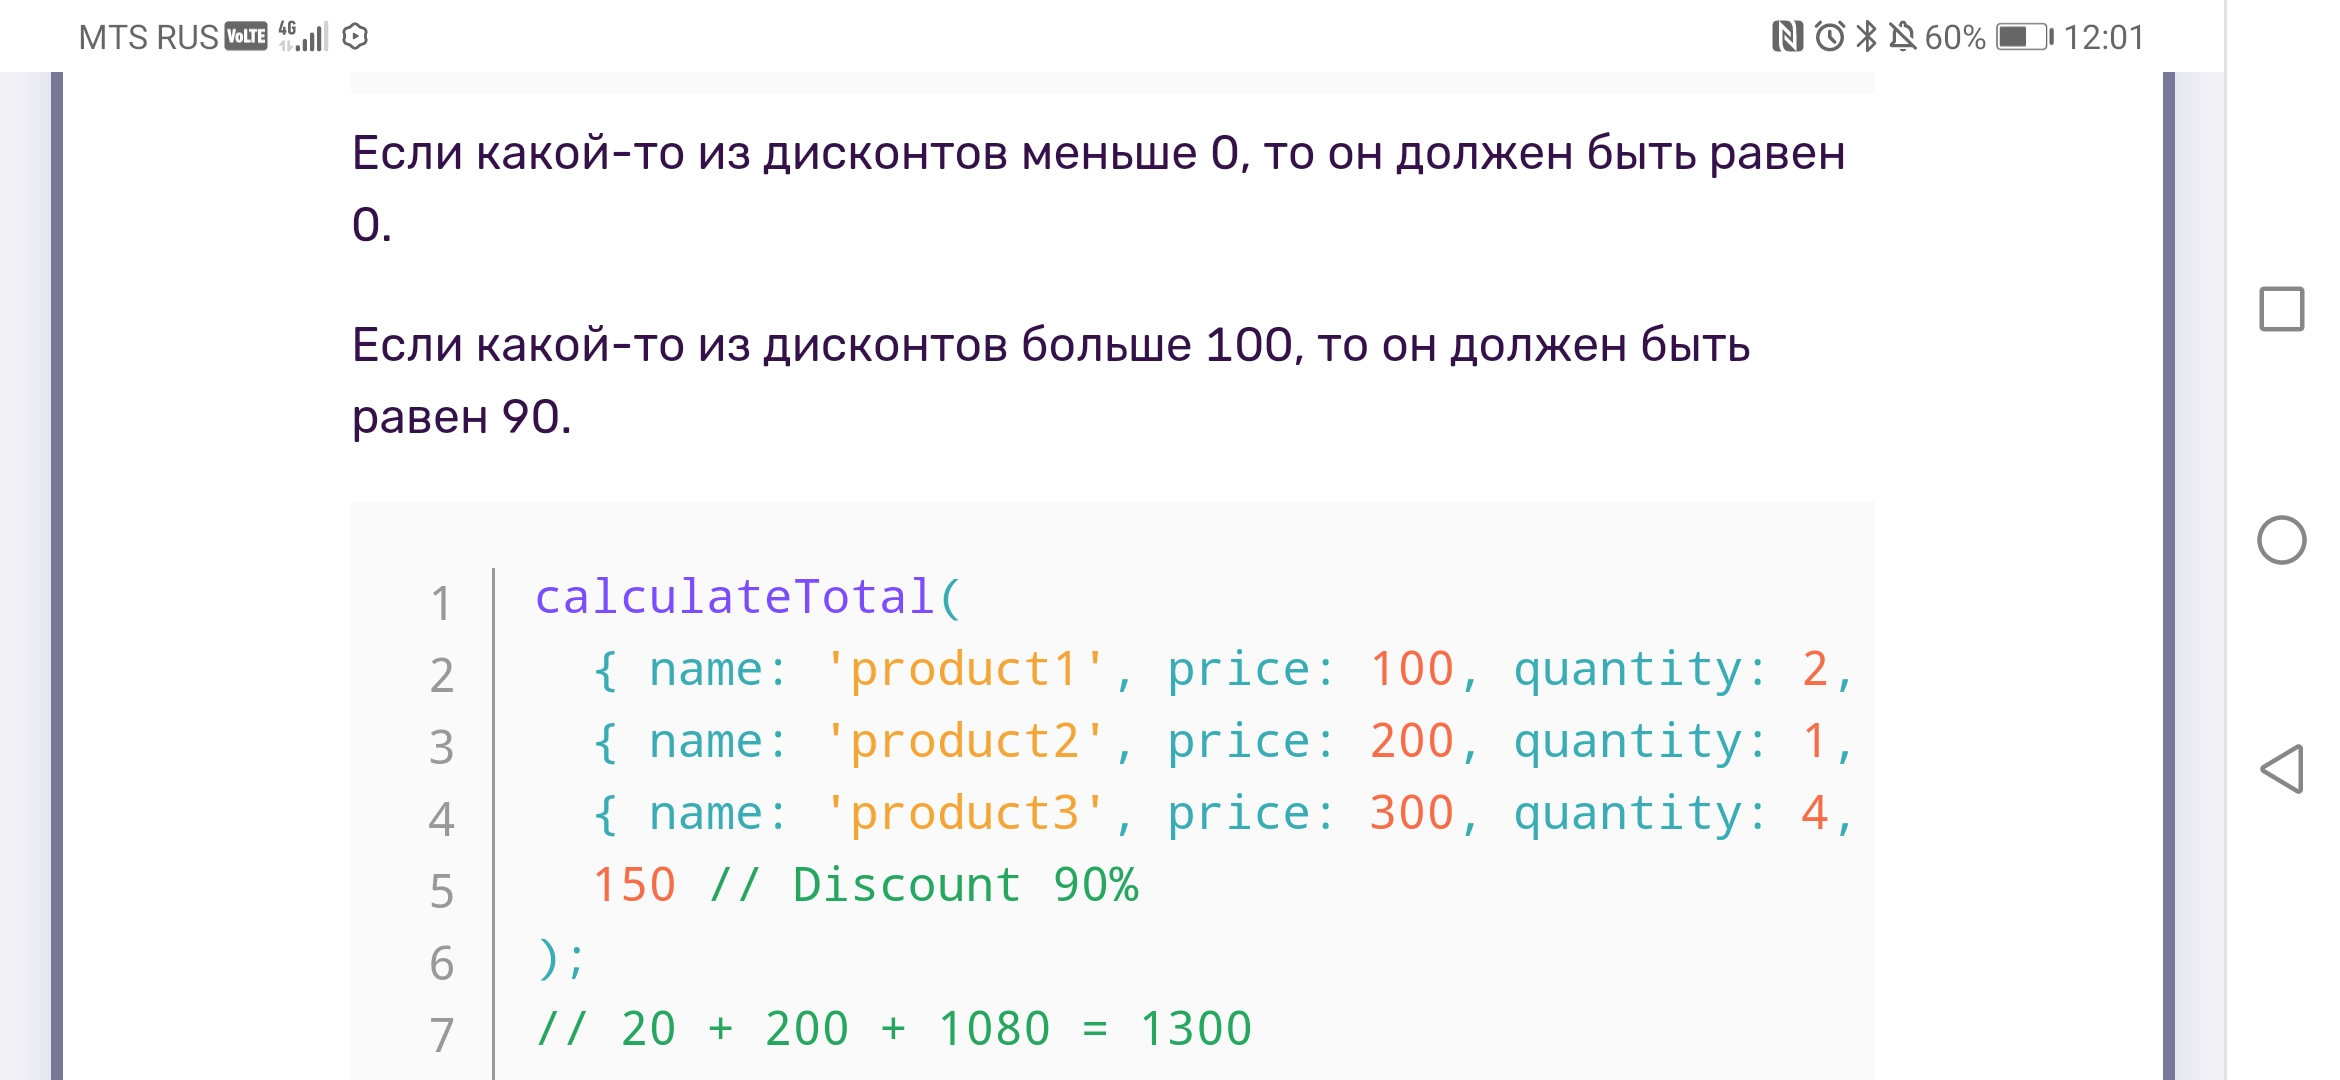 MTS RUS VoLTE 4G 60% 12:01
Если какой-то из дисконтов меньше 0, то он должен быть равен
0.
Если какой-то из дисконтов больше 100, то он должен быть
равен 90.
1 calculateTotal(
2 { name: 'product1', price: 100, quantity: 2,
3 { name: 'product2', price: 200, quantity: 1,
4 { name: 'product3', price: 300, quantity: 4,
5 150 // Discount 90%
6 );
7 // 20 + 200 + 1080 = 1300